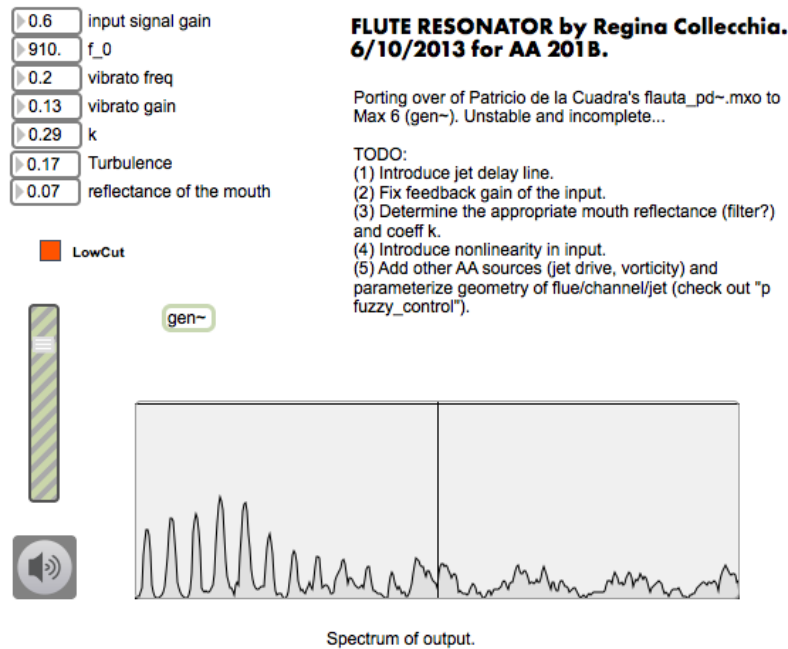 0.6 input signal gain
910. f_0
0.2 vibrato freq
0.13 vibrato gain
0.29 k
0.17 Turbulence
0.07 reflectance of the mouth
LowCut
gen~
FLUTE RESONATOR by Regina Collecchia.
6/10/2013 for AA 201B.
Porting over of Patricio de la Cuadra's flauta_pd~.mxo to
Max 6 (gen~). Unstable and incomplete...
TODO:
(1) Introduce jet delay line.
(2) Fix feedback gain of the input.
(3) Determine the appropriate mouth reflectance (filter?)
and coeff k.
(4) Introduce nonlinearity in input.
(5) Add other AA sources (jet drive, vorticity) and
parameterize geometry of flue/channel/jet (check out "p
fuzzy_control").
Spectrum of output.